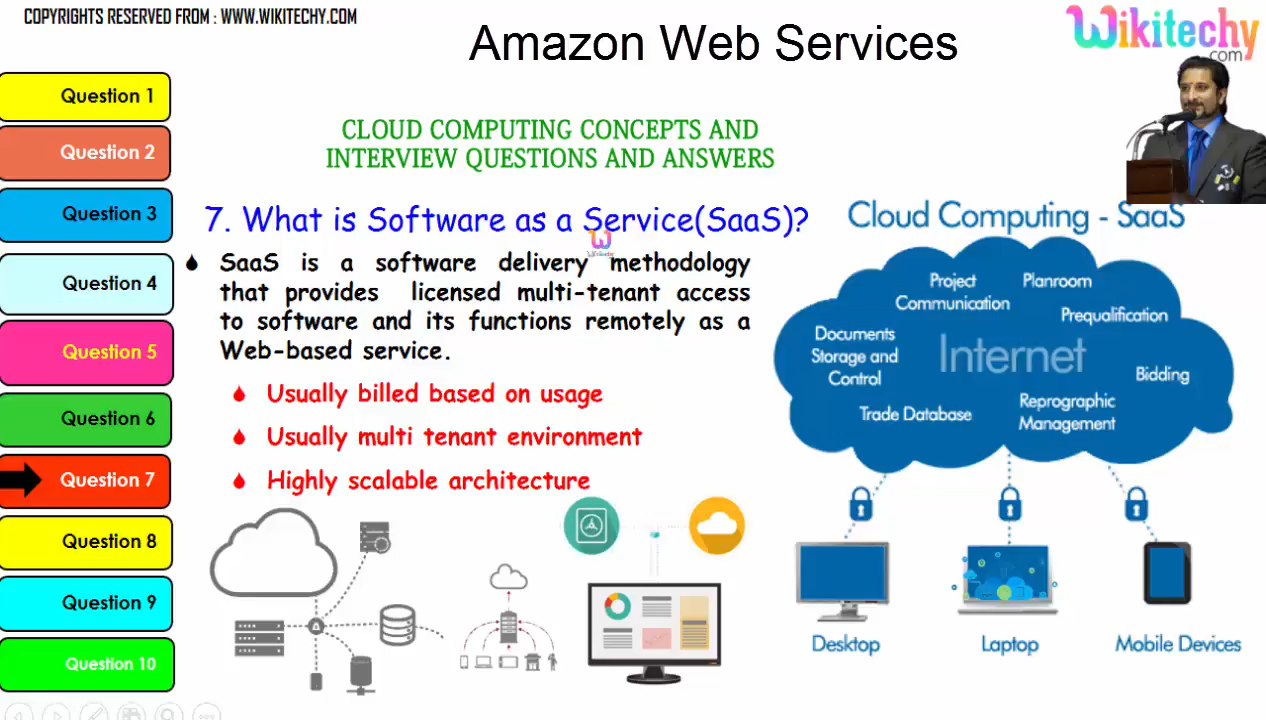 COPYRIGHTS RESERVED FROM : WWW.WIKITECHY.COM
Amazon Web Services
Wikitechy
.com
CLOUD COMPUTING CONCEPTS AND
INTERVIEW QUESTIONS AND ANSWERS
Question 1
Question 2
Question 3
Question 4
Question 5
Question 6
Question 7
Question 8
Question 9
Question 10
7. What is Software as a Service(SaaS)?
SaaS is a software delivery methodology
that provides licensed multi-tenant access
to software and its functions remotely as a
Web-based service.
Usually billed based on usage
Usually multi tenant environment
Highly scalable architecture
Cloud Computing - SaaS
Project
Communication
Planroom
Prequalification
Documents
Storage and
Control
Internet
Bidding
Trade Database
Reprographic
Management
Desktop
Laptop
Mobile Devices